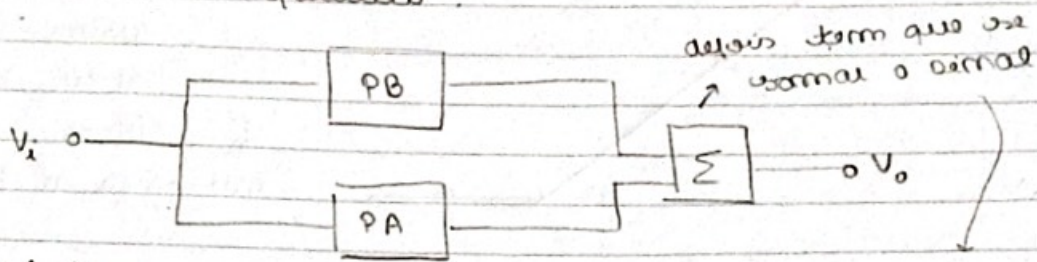 depois tem que se
somar o sinal
PB
Vi
Σ
Vo
PA